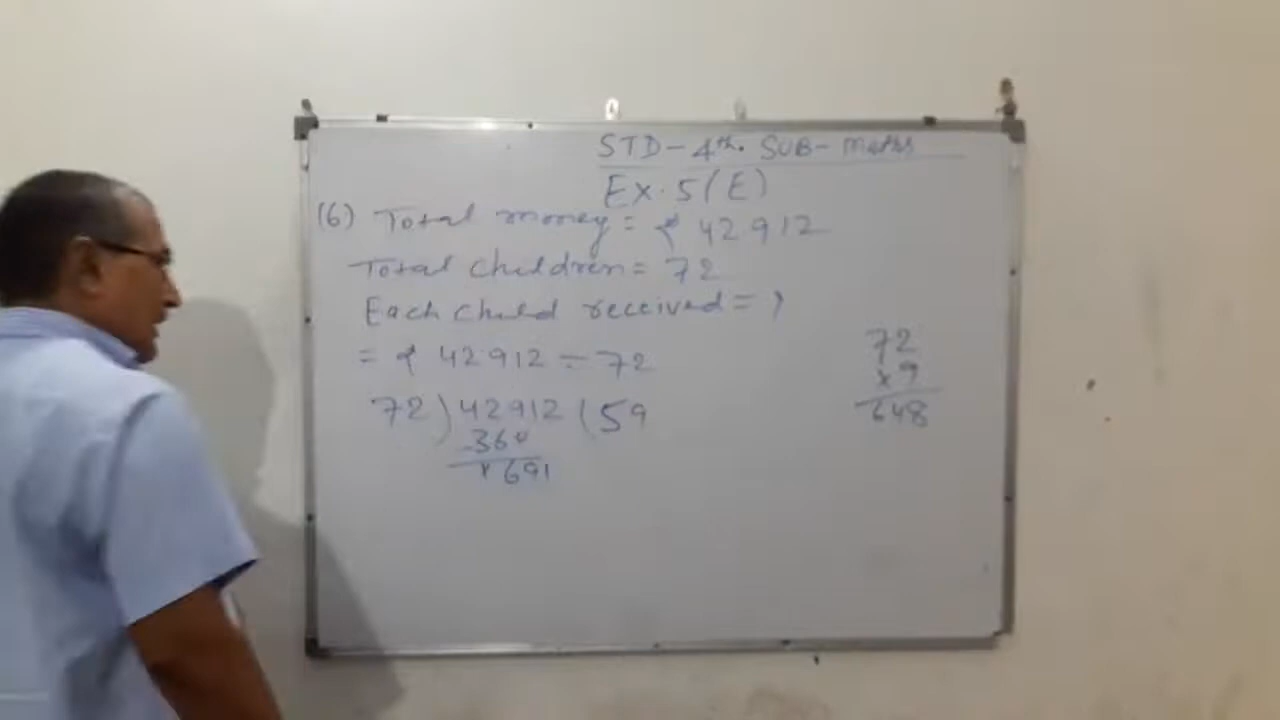 STD-4th. SUB-Maths
Ex.5(E)
(6) Total money = ₹ 42912
Total children = 72
Each child received = ?
= ₹ 42912 ÷ 72
72 ) 42912 ( 59
-360
×691
72
×9
648